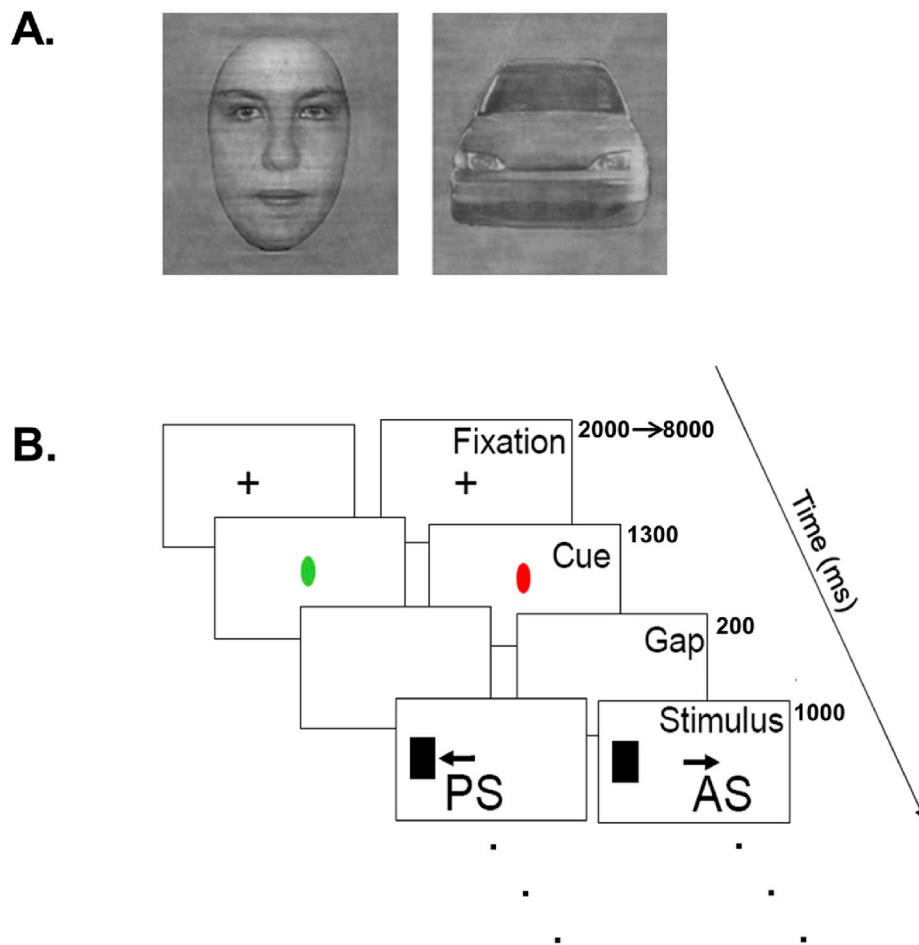 A.
B.
Fixation
2000→8000
+
+
Cue
1300
Gap
200
Stimulus
1000
PS
AS
Time (ms)